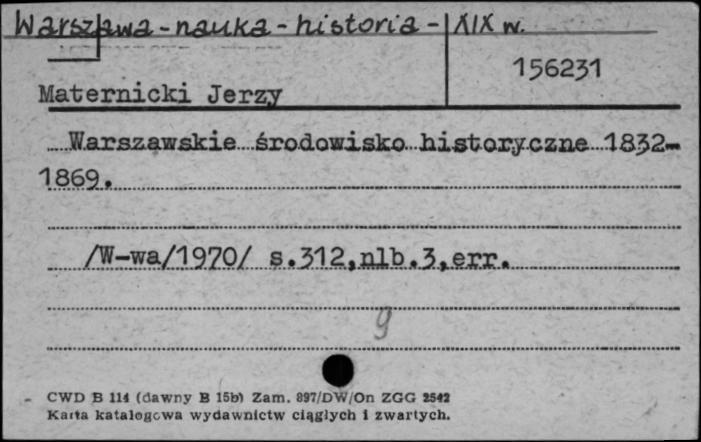 Warszawa - nauka - historia - XIX w.
156231
Maternicki Jerzy
Warszawskie środowisko historyczne 1832-
1869.
/W-wa/1970/ s.312,nlb.3,err.
9
CWD B 114 (dawny B 15b) Zam. 897/DW/On ZGG 2542
Karta katalogowa wydawnictw ciągłych i zwartych.